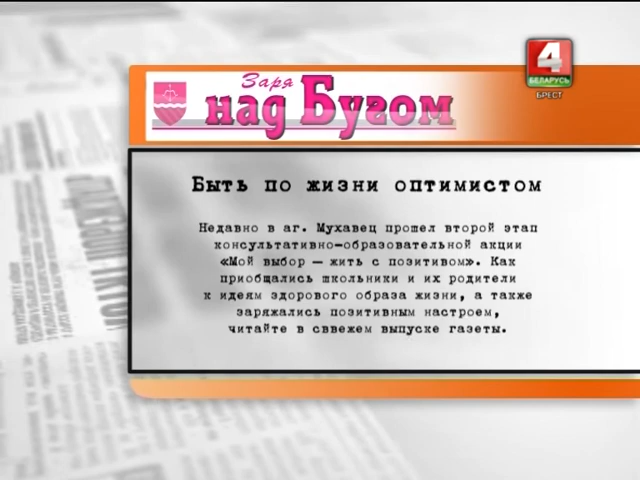 4
БЕЛАРУСЬ
БРЕСТ
Заря
над Бугом
Быть по жизни оптимистом
Недавно в аг. Мухавец прошел второй этап
консультативно-образовательной акции
«Мой выбор — жить с позитивом». Как
приобщались школьники и их родители
к идеям здорового образа жизни, а также
заряжались позитивным настроем,
читайте в сввежем выпуске газеты.